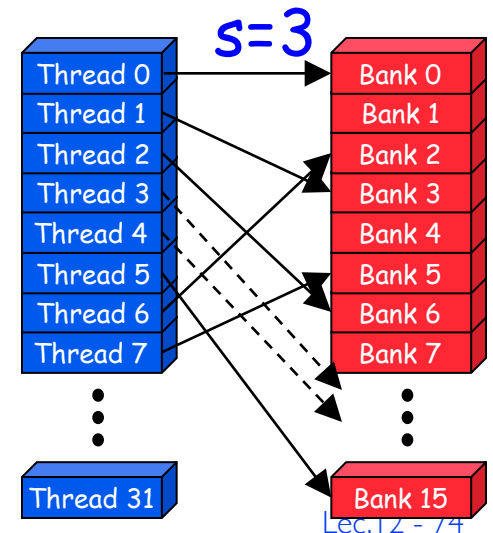 s=3
Thread 0
Bank 0
Thread 1
Bank 1
Thread 2
Bank 2
Thread 3
Bank 3
Thread 4
Bank 4
Thread 5
Bank 5
Thread 6
Bank 6
Thread 7
Bank 7
Thread 31
Bank 15
Lec.12 - 74